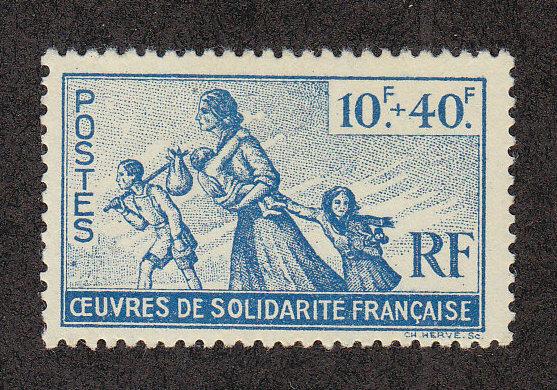 POSTES
10F.+40F.
RF
ŒUVRES DE SOLIDARITÉ FRANÇAISE
CH. HERVÉ. SC.